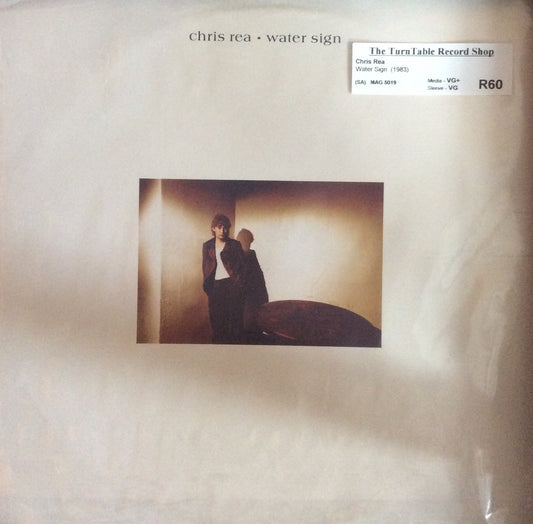 chris rea • water sign
The TurnTable Record Shop
Chris Rea
Water Sign (1983)
(SA) MAG 5019 Media - VG+
Sleeve - VG
R60